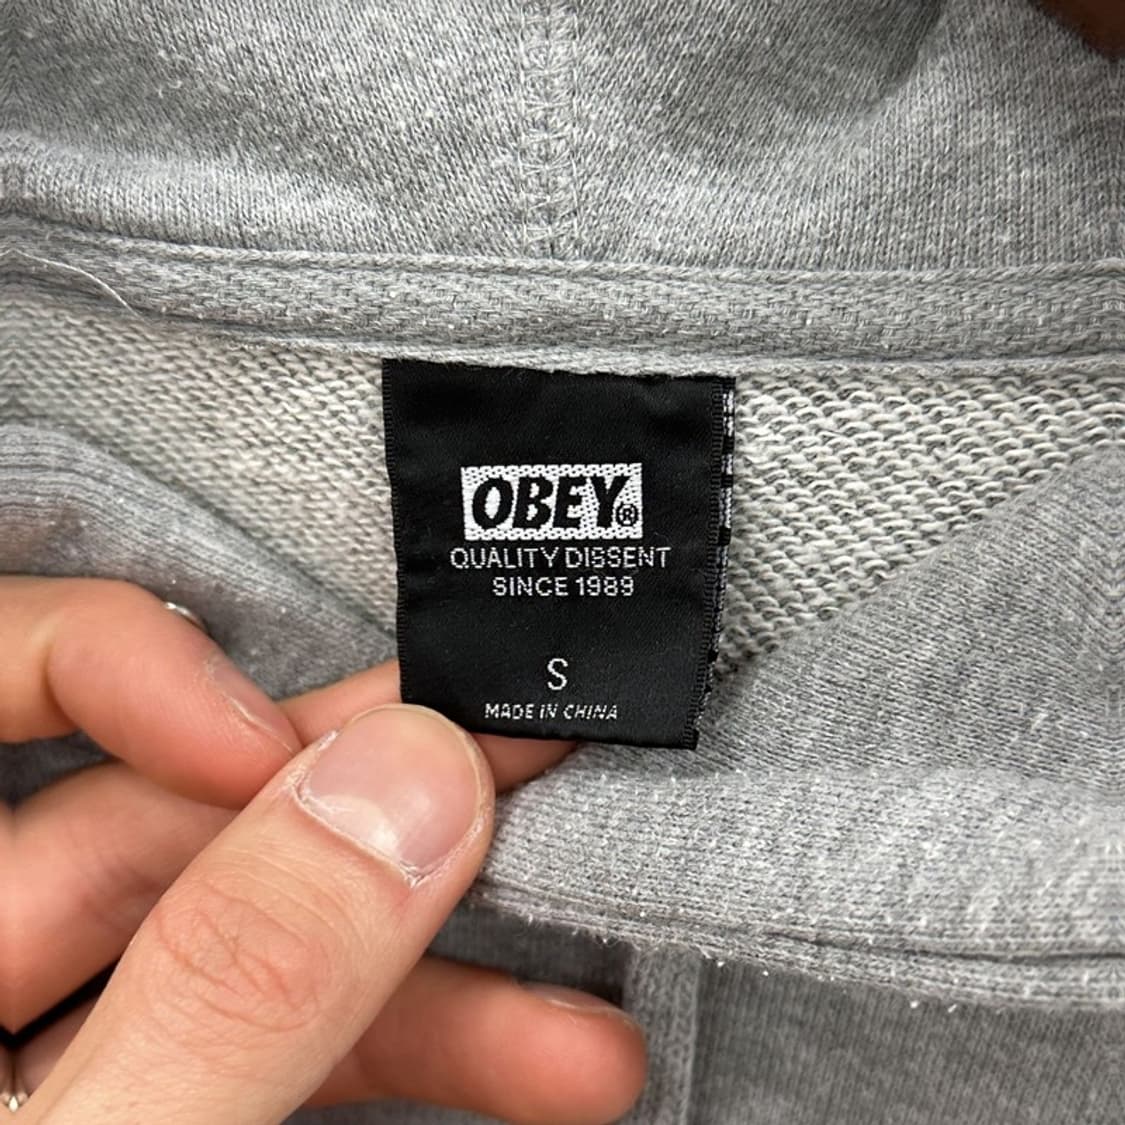 OBEY®
QUALITY DISSENT
SINCE 1989
S
MADE IN CHINA